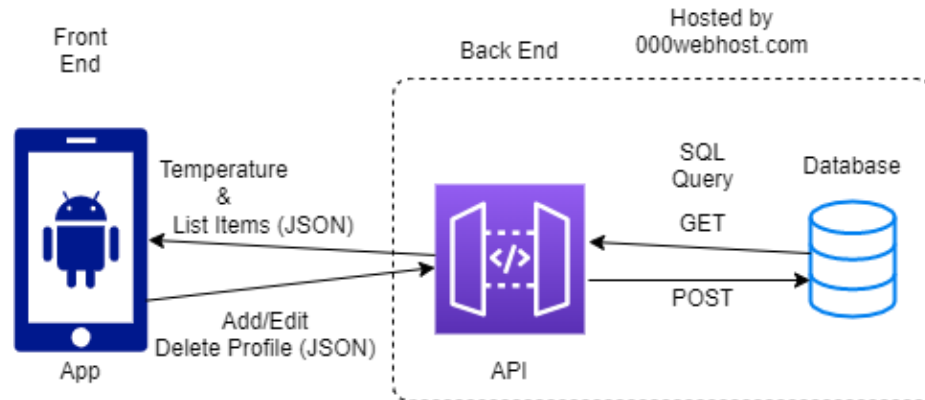 Front
End
Back End
Hosted by
000webhost.com
Temperature
&
List Items (JSON)
Add/Edit
Delete Profile (JSON)
App
</>
API
SQL
Query
GET
POST
Database